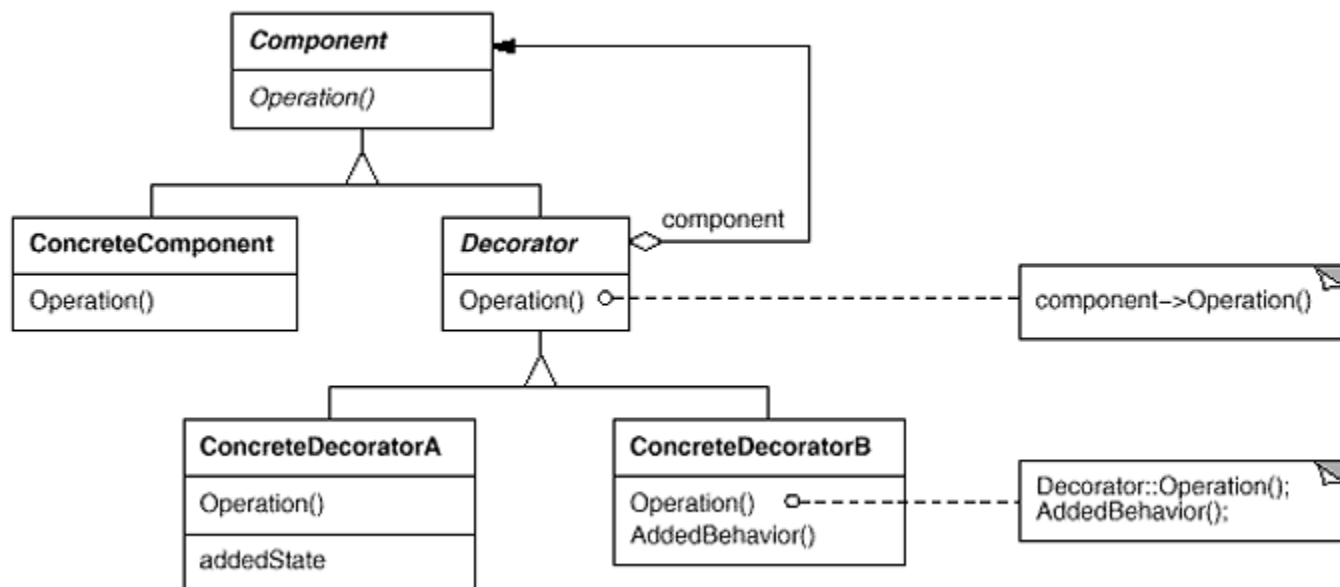 Component
Operation()
ConcreteComponent
Operation()
Decorator
Operation()
component
component->Operation()
ConcreteDecoratorA
Operation()
addedState
ConcreteDecoratorB
Operation()
AddedBehavior()
Decorator::Operation();
AddedBehavior();